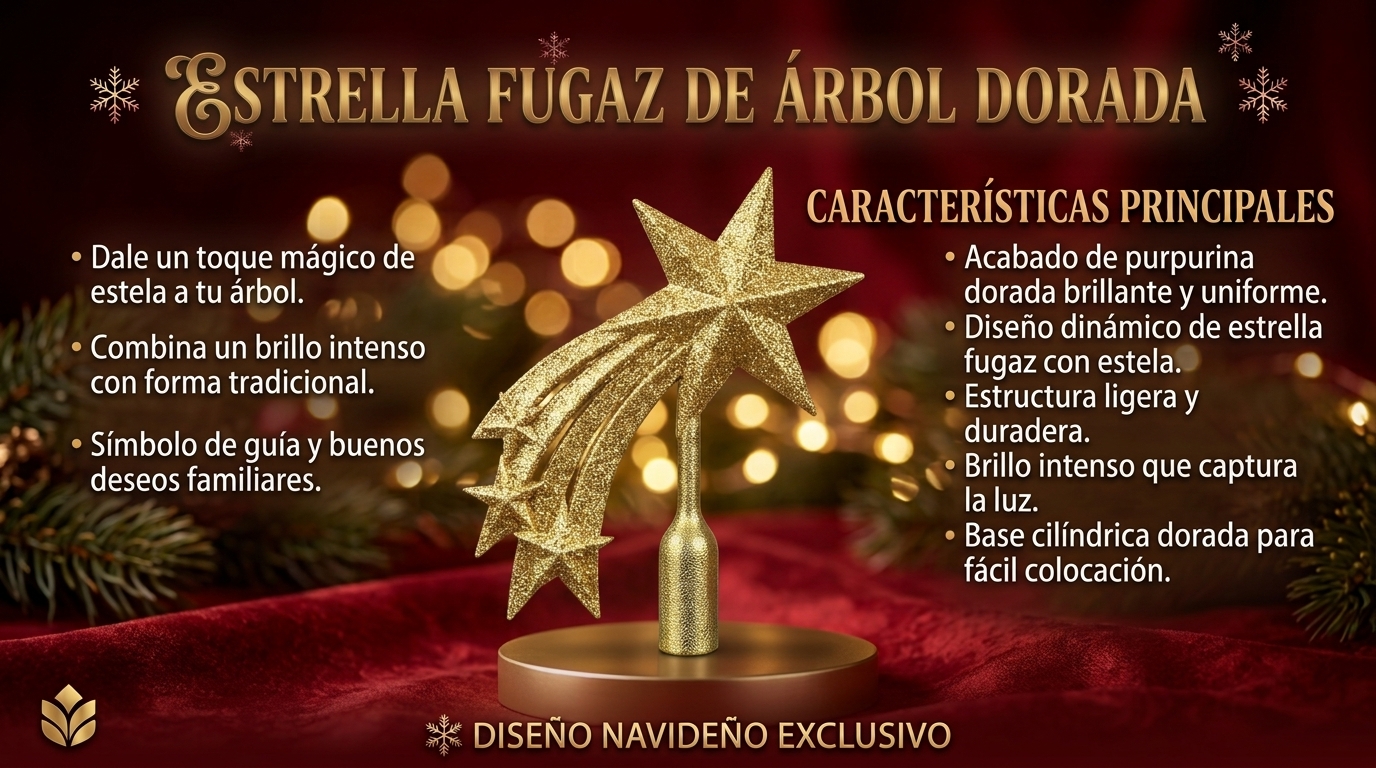 ESTRELLA FUGAZ DE ÁRBOL DORADA
• Dale un toque mágico de
estela a tu árbol.
• Combina un brillo intenso
con forma tradicional.
• Símbolo de guía y buenos
deseos familiares.
CARACTERÍSTICAS PRINCIPALES
• Acabado de purpurina
dorada brillante y uniforme.
• Diseño dinámico de estrella
fugaz con estela.
• Estructura ligera y
duradera.
• Brillo intenso que captura
la luz.
• Base cilíndrica dorada para
fácil colocación.
DISEÑO NAVIDEÑO EXCLUSIVO